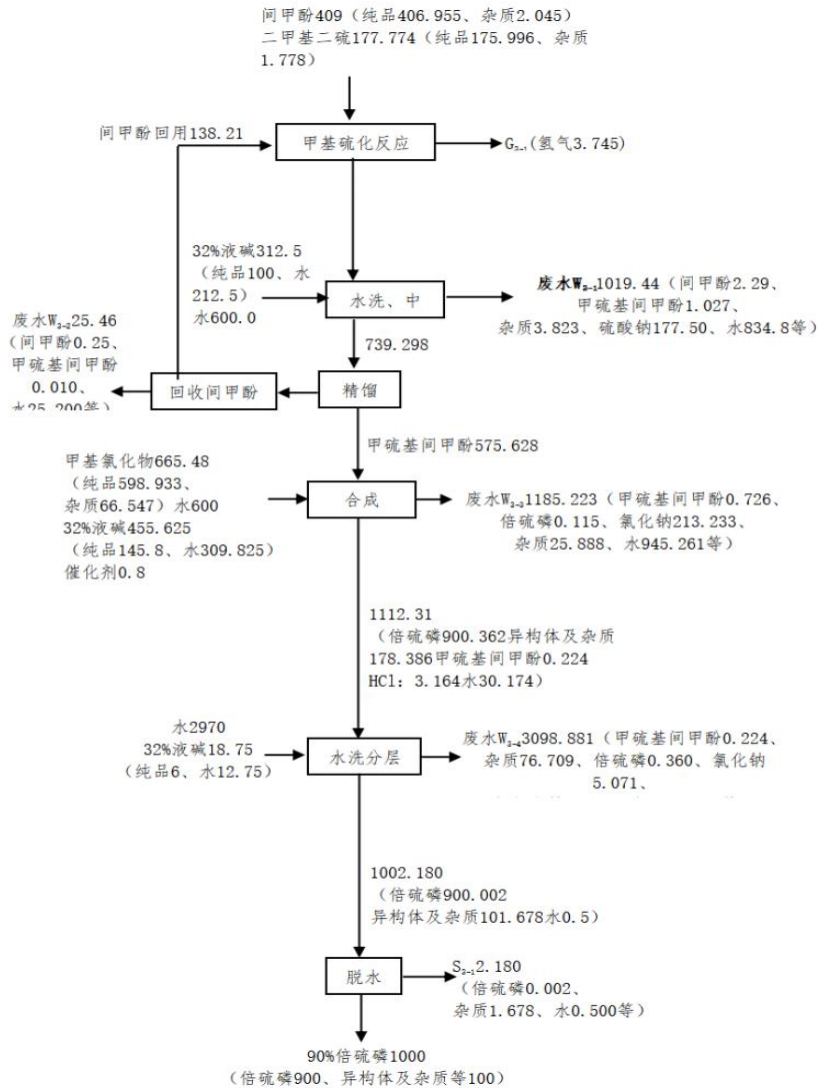 间甲酚409（纯品406.955、杂质2.045）
二甲基二硫177.774（纯品175.996、杂质
1.778）
间甲酚回用138.21
甲基硫化反应
G₃₋₁(氢气3.745)
32%液碱312.5
（纯品100、水
212.5）
水600.0
水洗、中
废水W₃₋₁1019.44（间甲酚2.29、
甲硫基间甲酚1.027、
杂质3.823、硫酸钠177.50、水834.8等）
739.298
废水W₃₋₂25.46
（间甲酚0.25、
甲硫基间甲酚
0.010、
水25.200等）
回收间甲酚
精馏
甲硫基间甲酚575.628
甲基氯化物665.48
（纯品598.933、
杂质66.547）水600
32%液碱455.625
（纯品145.8、水309.825）
催化剂0.8
合成
废水W₃₋₃1185.223（甲硫基间甲酚0.726、
倍硫磷0.115、氯化钠213.233、
杂质25.888、水945.261等）
1112.31
（倍硫磷900.362异构体及杂质
178.386甲硫基间甲酚0.224
HCl：3.164水30.174）
水2970
32%液碱18.75
（纯品6、水12.75）
水洗分层
废水W₃₋₄3098.881（甲硫基间甲酚0.224、
杂质76.709、倍硫磷0.360、氯化钠
5.071、
1002.180
（倍硫磷900.002
异构体及杂质101.678水0.5）
脱水
S₃₋₁2.180
（倍硫磷0.002、
杂质1.678、水0.500等）
90%倍硫磷1000
（倍硫磷900、异构体及杂质等100）